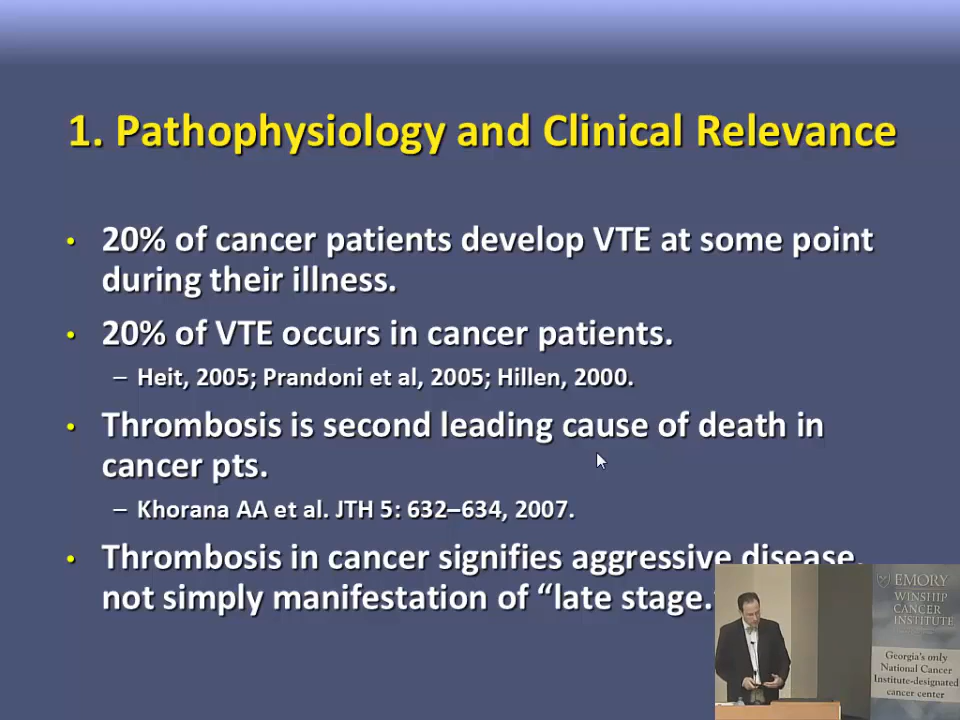 1. Pathophysiology and Clinical Relevance
• 20% of cancer patients develop VTE at some point
during their illness.
• 20% of VTE occurs in cancer patients.
– Heit, 2005; Prandoni et al, 2005; Hillen, 2000.
• Thrombosis is second leading cause of death in
cancer pts.
– Khorana AA et al. JTH 5: 632–634, 2007.
• Thrombosis in cancer signifies aggressive disease,
not simply manifestation of “late stage.
EMORY
WINSHIP
CANCER
INSTITUTE
Georgia's only
National Cancer
Institute-designated
cancer center